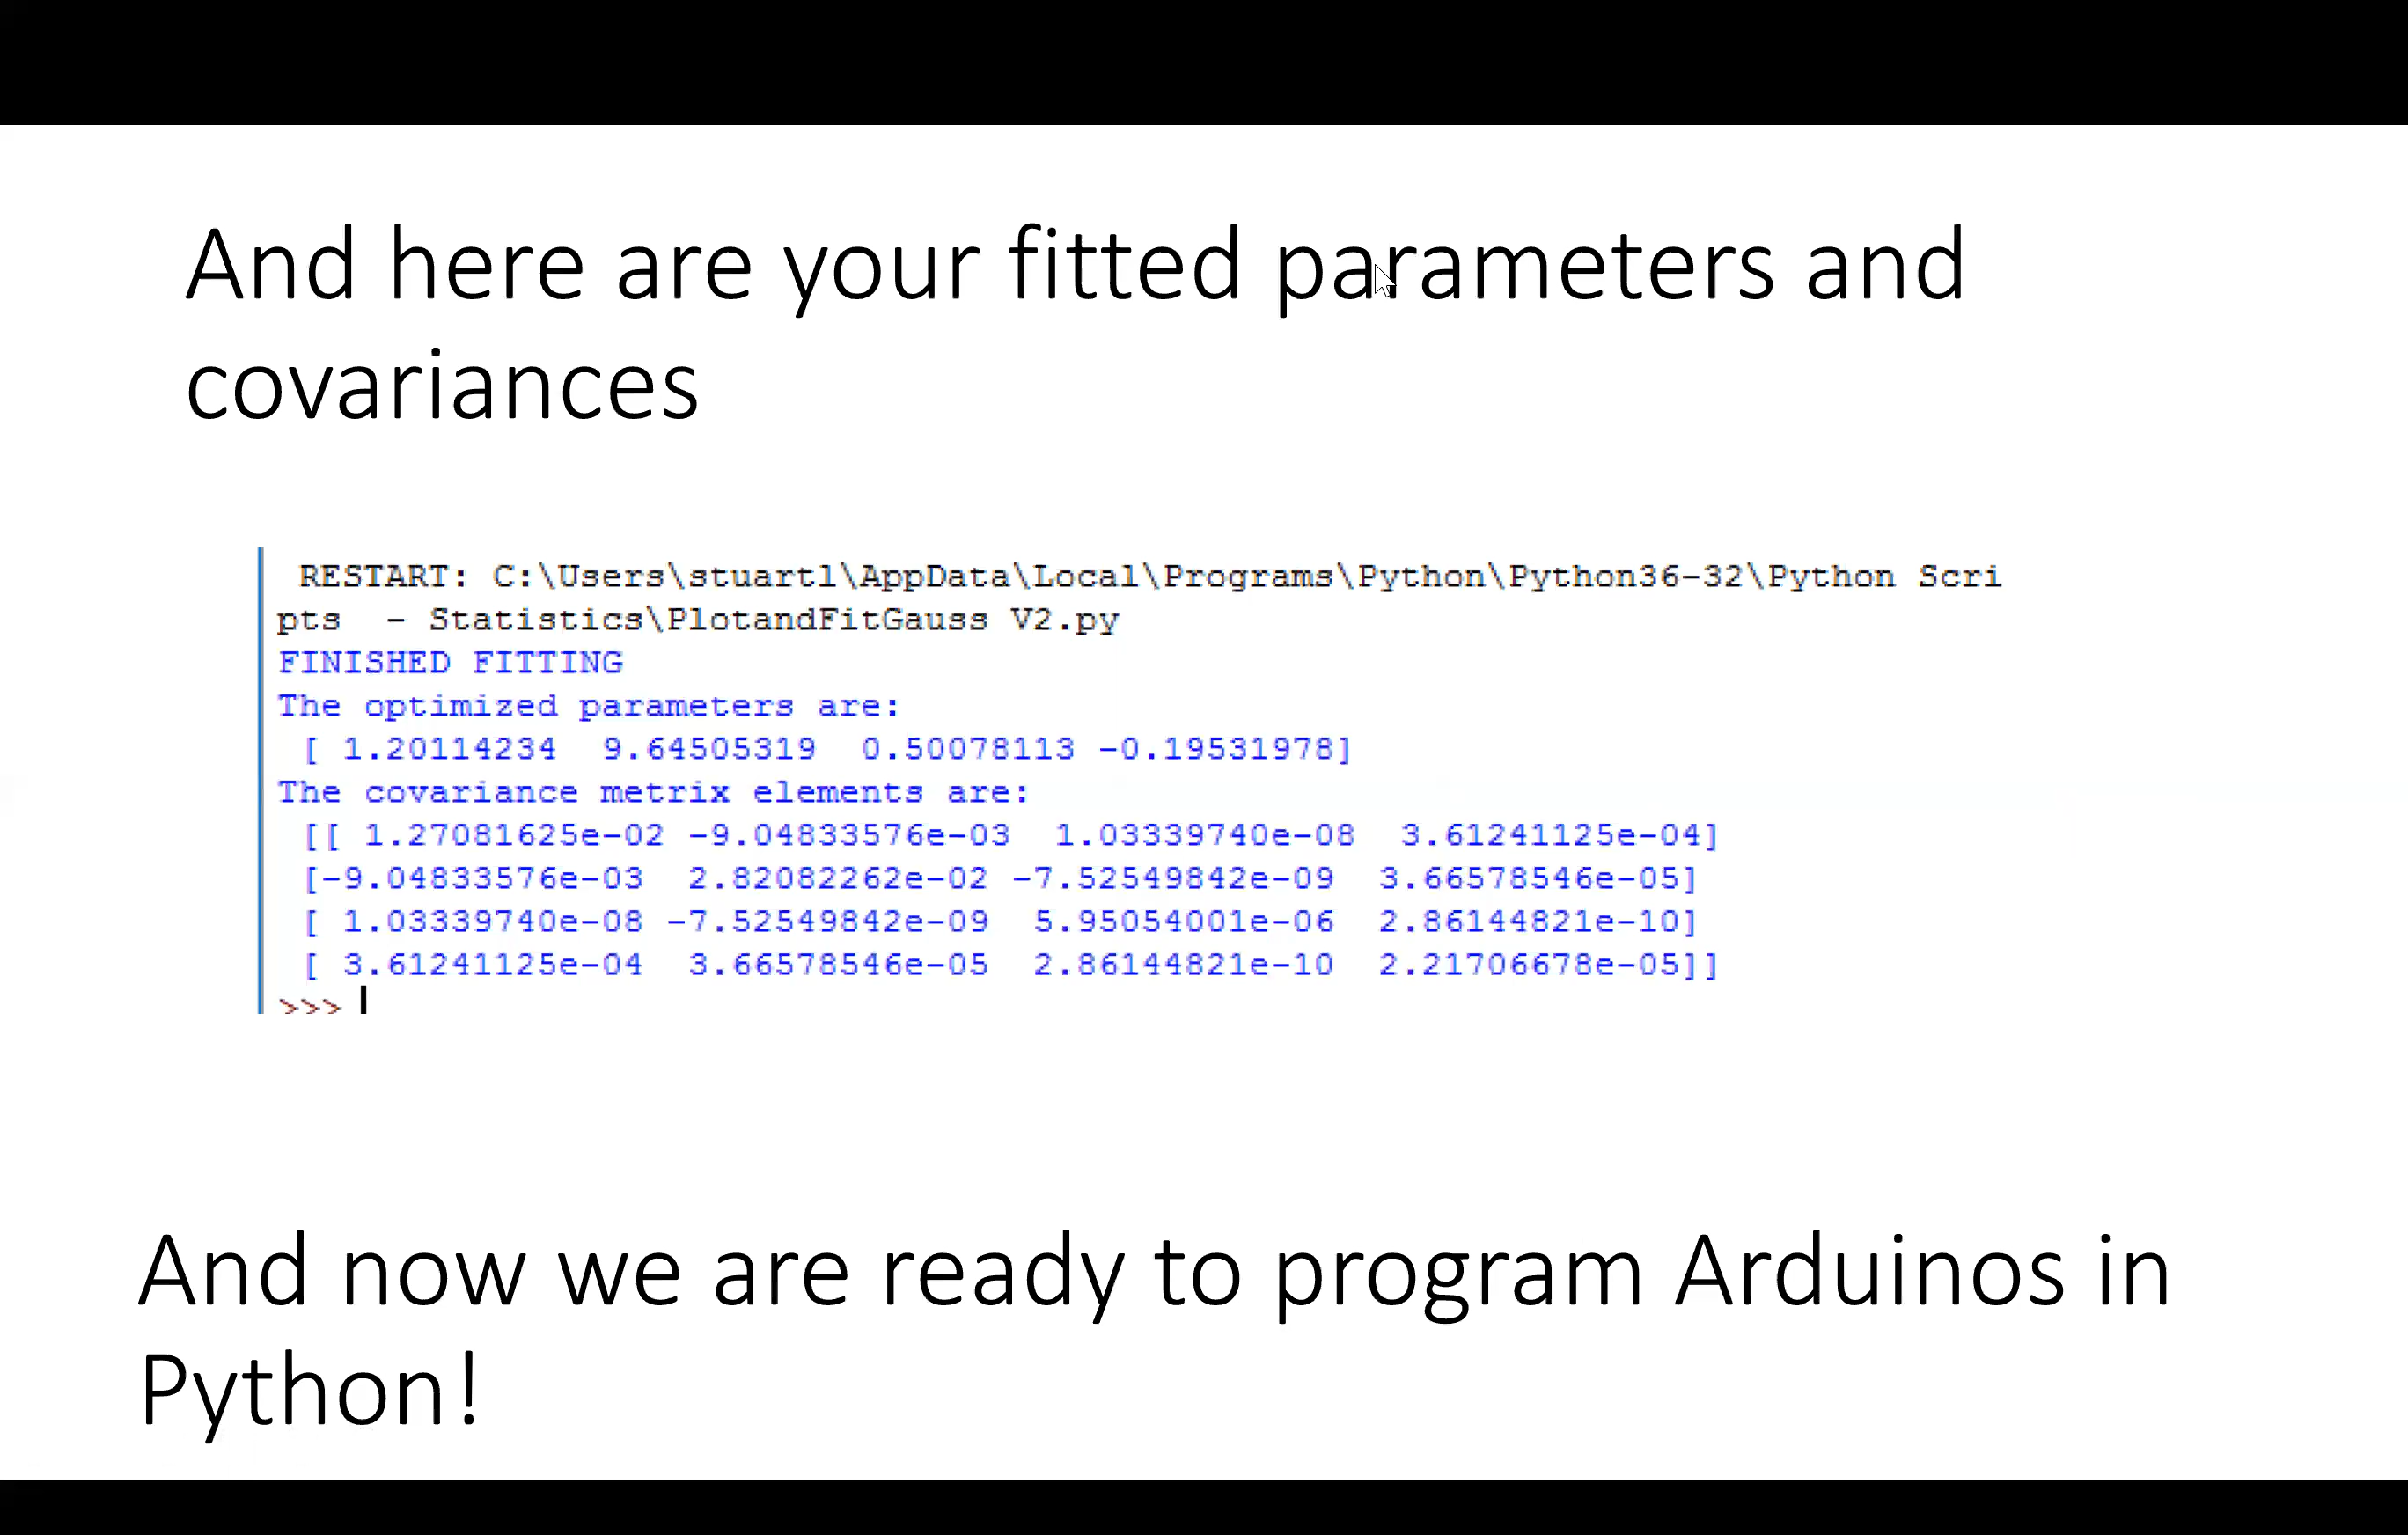 And here are your fitted parameters and
covariances
RESTART: C:\Users\stuartl\AppData\Local\Programs\Python\Python36-32\Python Scri
pts  - Statistics\PlotandFitGauss V2.py
FINISHED FITTING
The optimized parameters are:
[ 1.20114234  9.64505319  0.50078113 -0.19531978]
The covariance metrix elements are:
[[ 1.27081625e-02 -9.04833576e-03  1.03339740e-08  3.61241125e-04]
[-9.04833576e-03  2.82082262e-02 -7.52549842e-09  3.66578546e-05]
[ 1.03339740e-08 -7.52549842e-09  5.95054001e-06  2.86144821e-10]
[ 3.61241125e-04  3.66578546e-05  2.86144821e-10  2.21706678e-05]]
>>>
And now we are ready to program Arduinos in
Python!